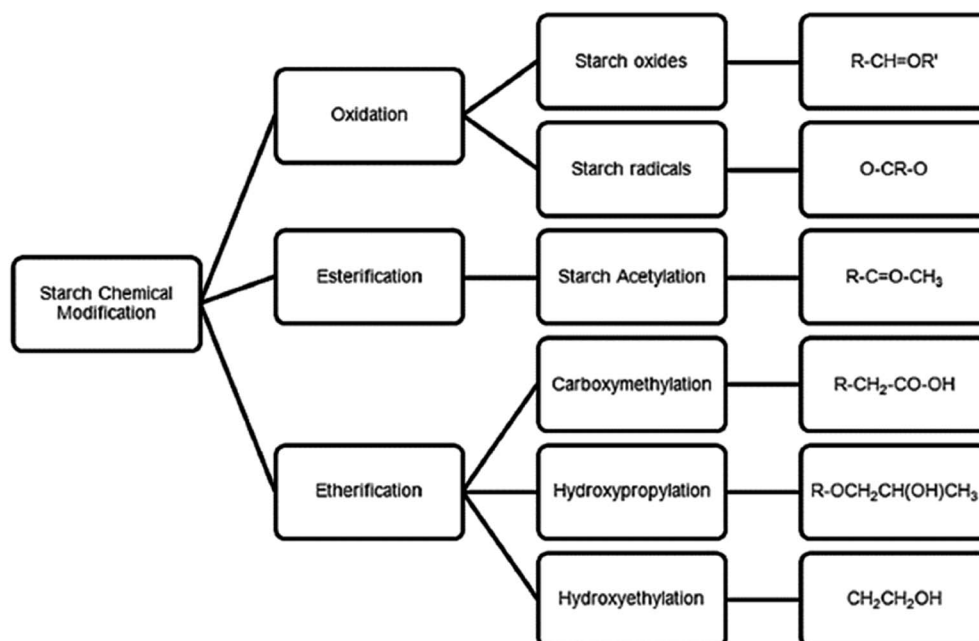 Starch Chemical
Modification
Oxidation
Starch oxides
R-CH=OR'
Starch radicals
O-CR-O
Esterification
Starch Acetylation
R-C=O-CH₃
Etherification
Carboxymethylation
R-CH₂-CO-OH
Hydroxypropylation
R-OCH₂CH(OH)CH₃
Hydroxyethylation
CH₂CH₂OH